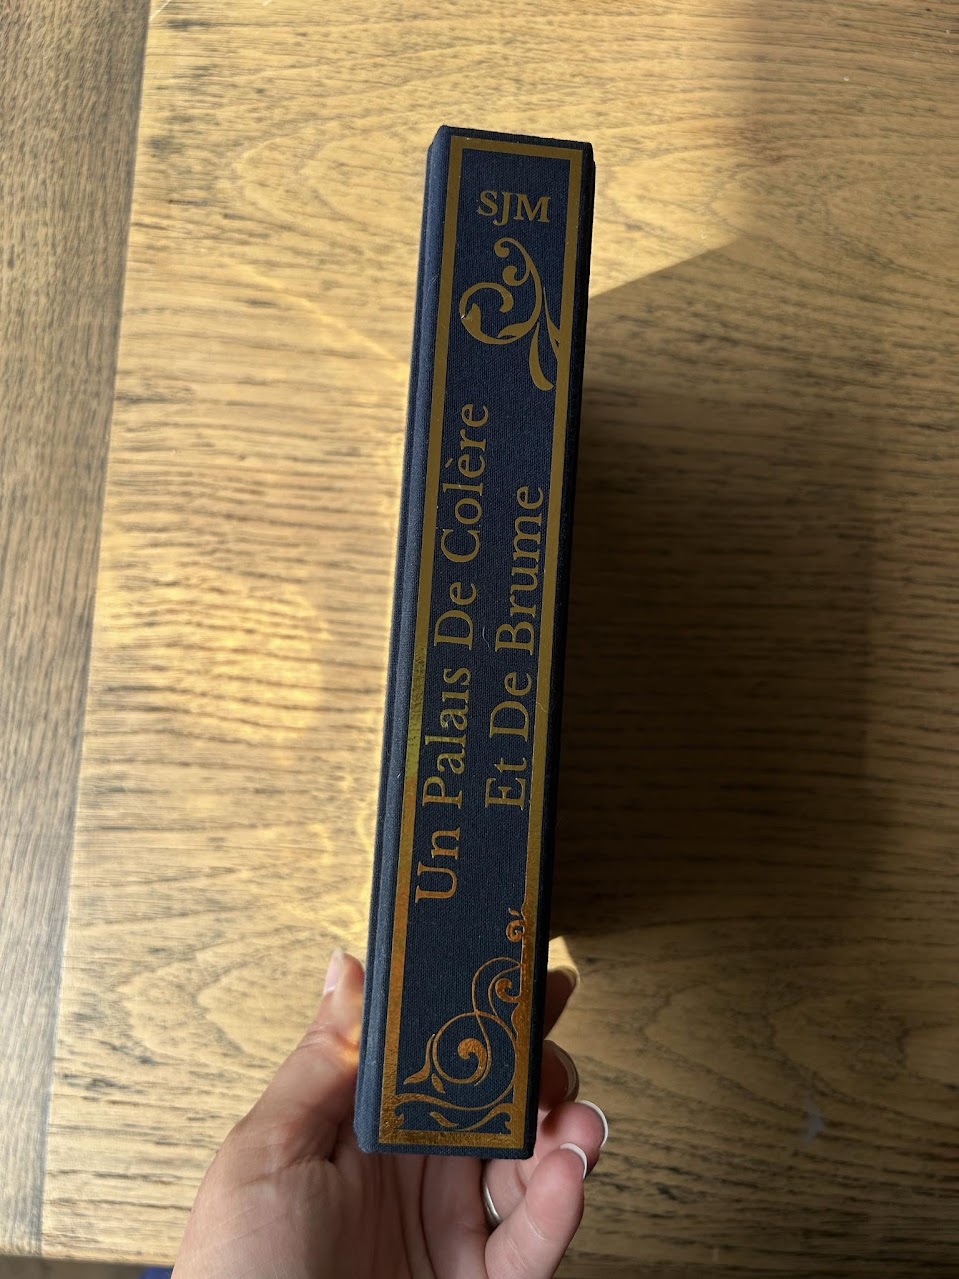 SJM
Un Palais De Colère
Et De Brume